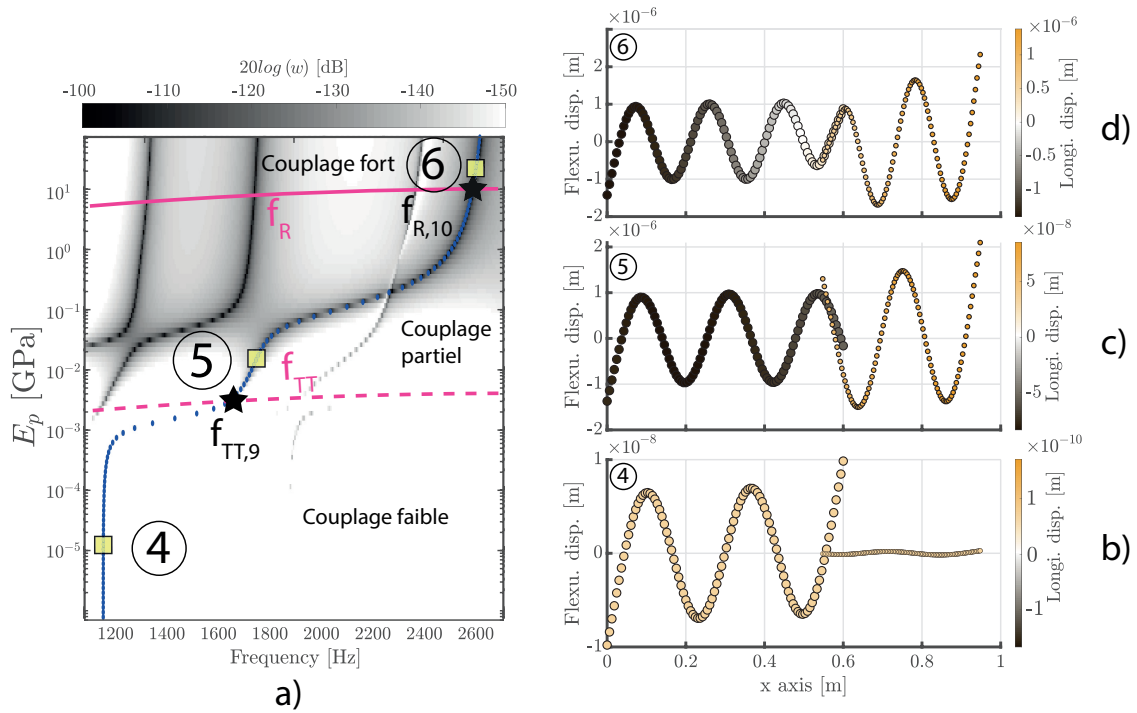 20log (w) [dB]
-100 -110 -120 -140 -150
Couplage fort
6
f_R
f_R,10
Couplage
partiel
5
f_TT
f_TT,9
4
Couplage faible
10^1
10^0
10^-1
10^-2
10^-3
10^-4
10^-5
E_p [GPa]
1200 1400 1600 1800 2000 2200 2400 2600
Frequency [Hz]
a)
×10^-6
6
2
1
0
-1
-2
Flexu. disp. [m]
×10^-6
1
0.5
0
-0.5
-1
Longi. disp. [m]
d)
×10^-6
5
2
1
0
-1
-2
Flexu. disp. [m]
×10^-8
5
0
-5
Longi. disp. [m]
c)
×10^-8
4
1
0
-1
Flexu. disp. [m]
×10^-10
1
0
-1
Longi. disp. [m]
b)
0 0.2 0.4 0.6 0.8 1
x axis [m]